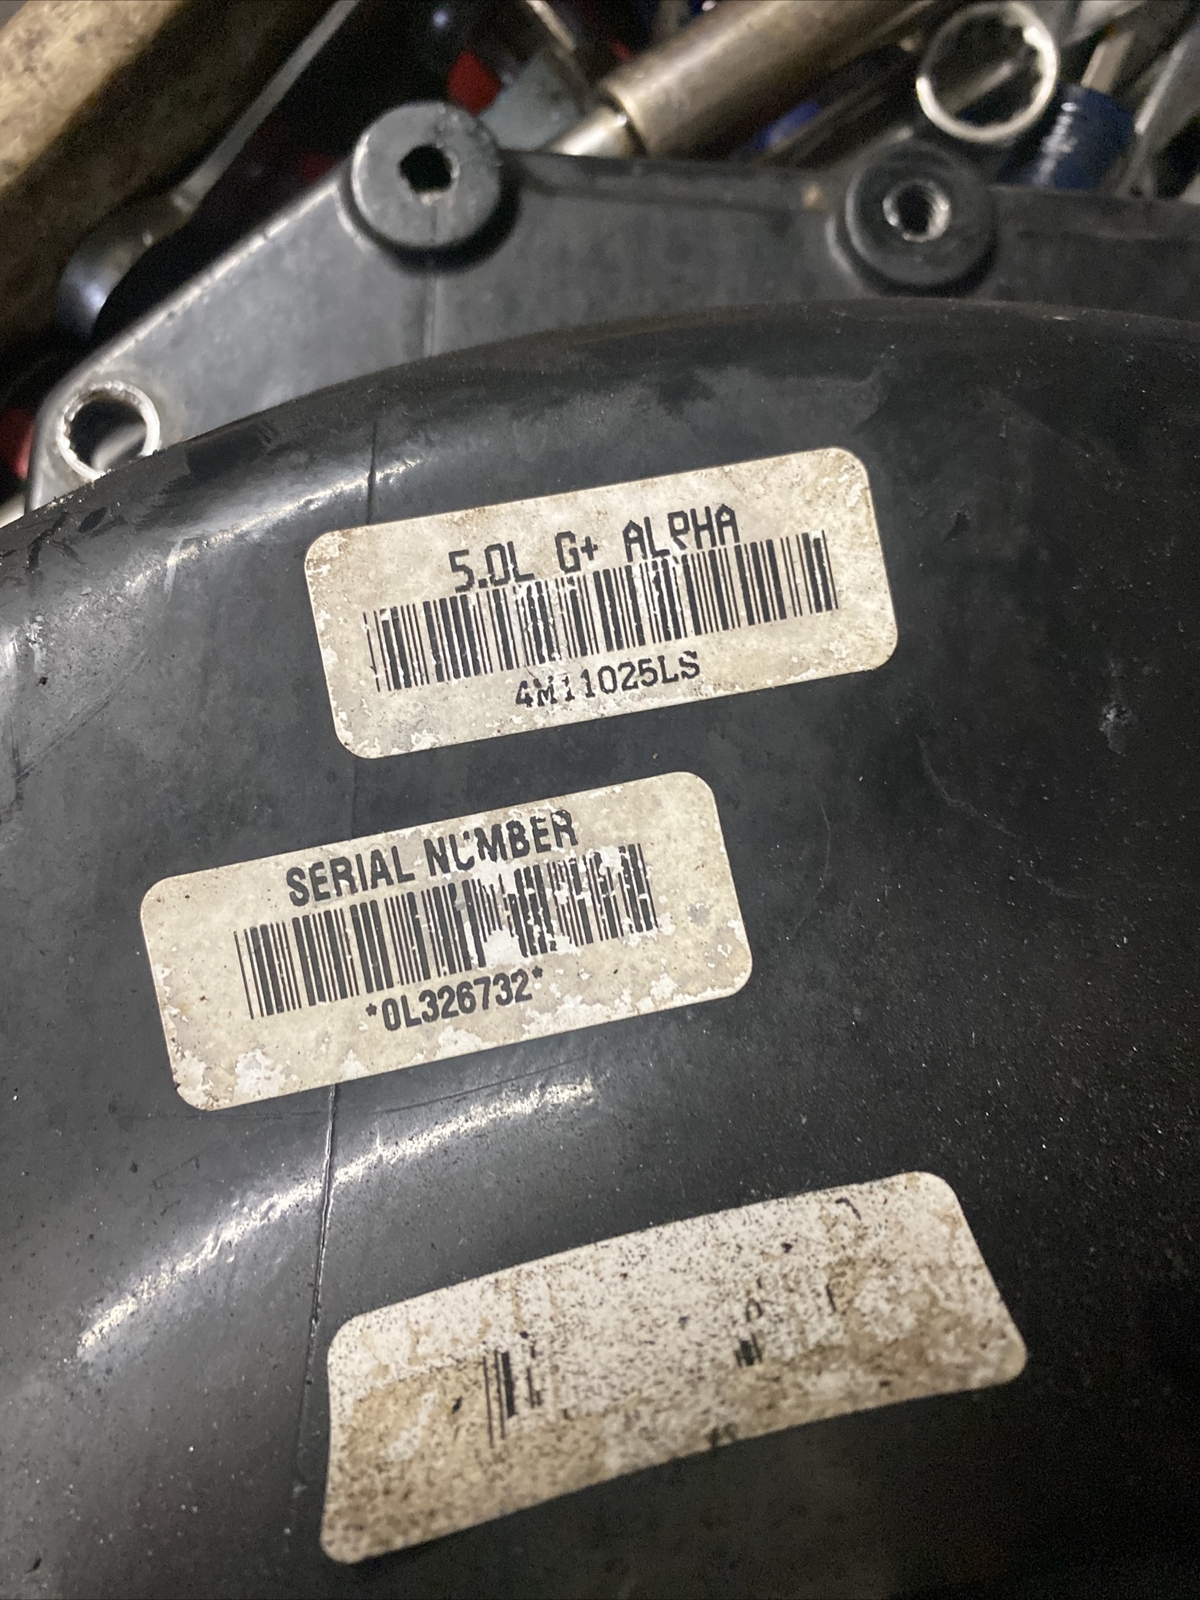 5.0L G+ ALPHA
4M11025LS
SERIAL NUMBER
*0L326732*